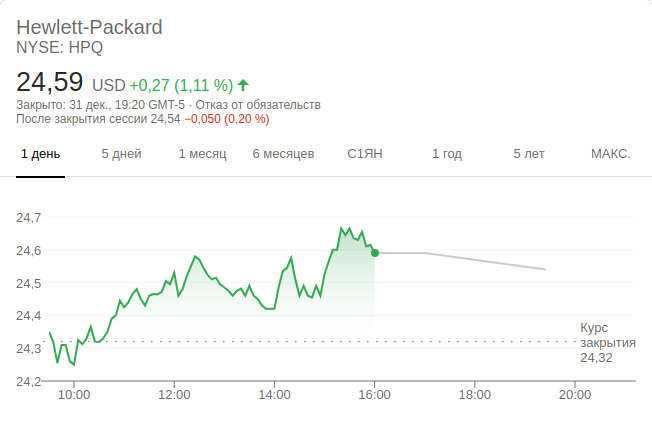 Hewlett-Packard
NYSE: HPQ
24,59 USD +0,27 (1,11 %)
Закрыто: 31 дек., 19:20 GMT-5 · Отказ от обязательств
После закрытия сессии 24,54 −0,050 (0,20 %)
1 день 5 дней 1 месяц 6 месяцев С1ЯН 1 год 5 лет МАКС.
24,7
24,6
24,5
24,4
24,3
24,2
Курс
закрытия
24,32
10:00 12:00 14:00 16:00 18:00 20:00